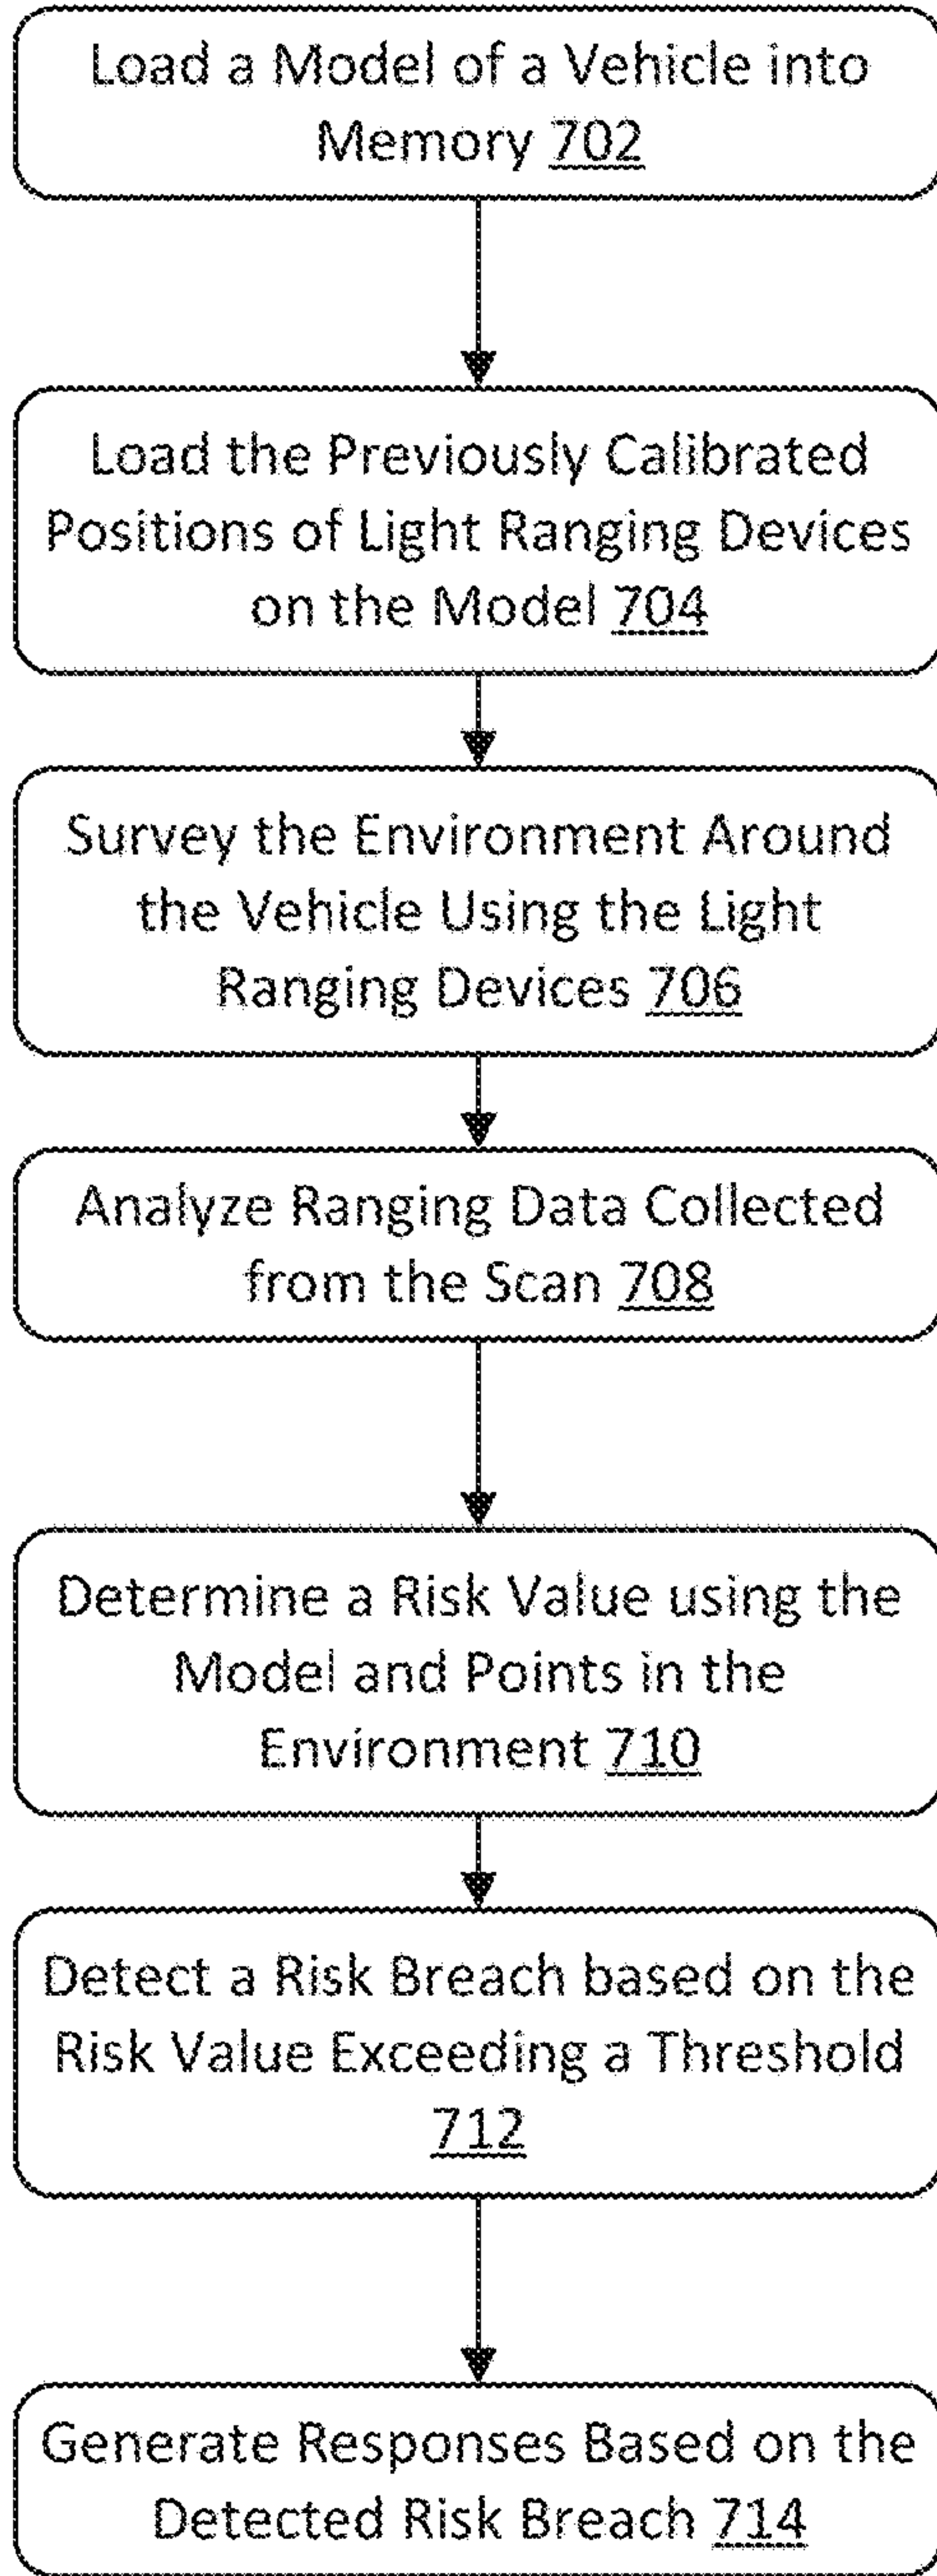 Load a Model of a Vehicle into
Memory 702
Load the Previously Calibrated
Positions of Light Ranging Devices
on the Model 704
Survey the Environment Around
the Vehicle Using the Light
Ranging Devices 706
Analyze Ranging Data Collected
from the Scan 708
Determine a Risk Value using the
Model and Points in the
Environment 710
Detect a Risk Breach based on the
Risk Value Exceeding a Threshold
712
Generate Responses Based on the
Detected Risk Breach 714